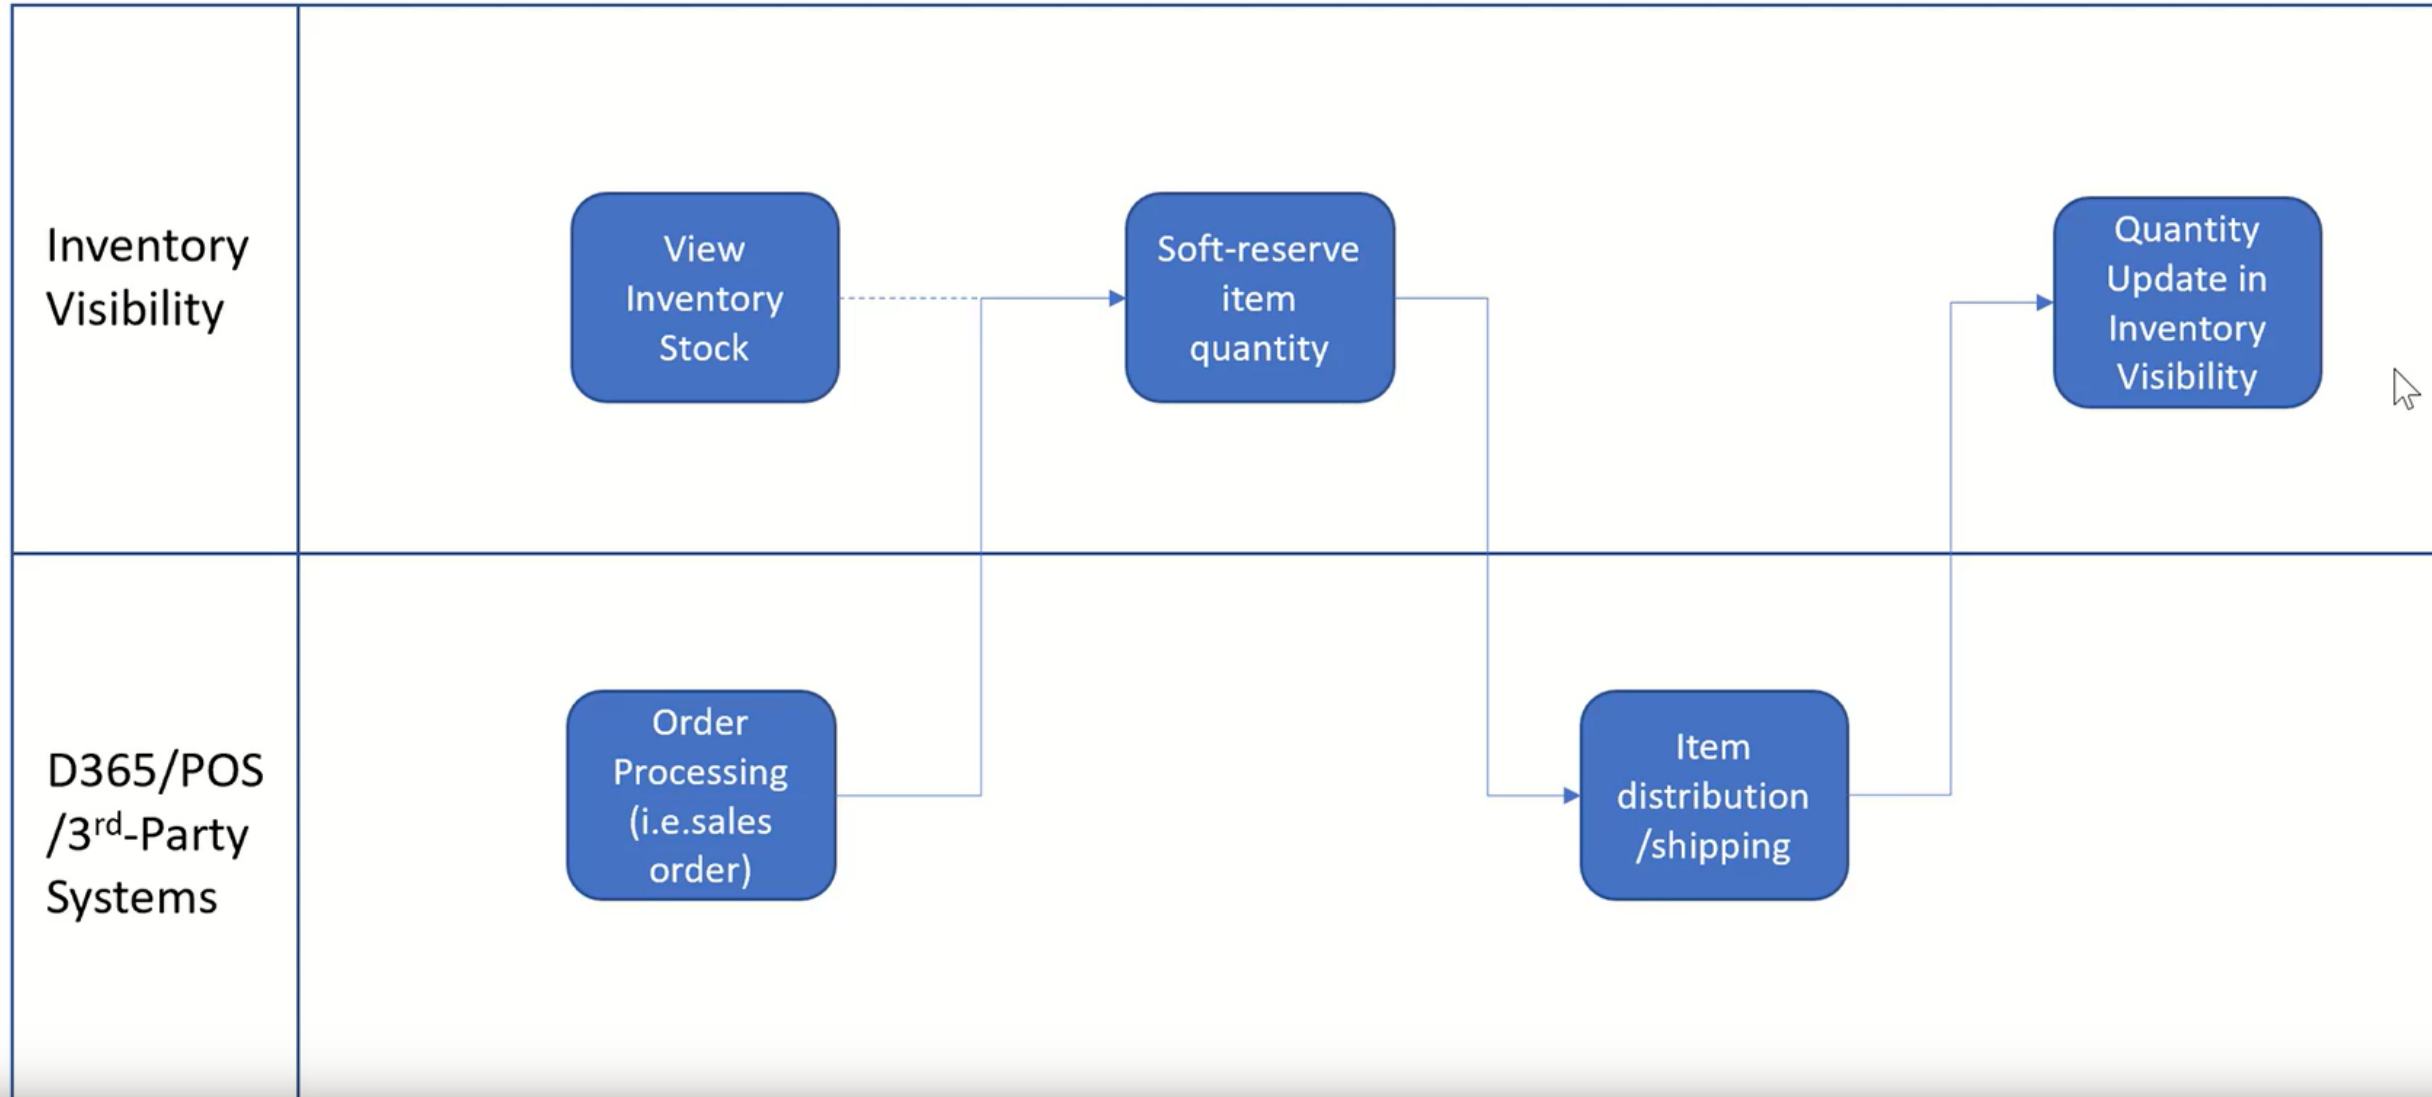 Inventory
Visibility
View
Inventory
Stock
Soft-reserve
item
quantity
Quantity
Update in
Inventory
Visibility
D365/POS
/3rd-Party
Systems
Order
Processing
(i.e.sales
order)
Item
distribution
/shipping